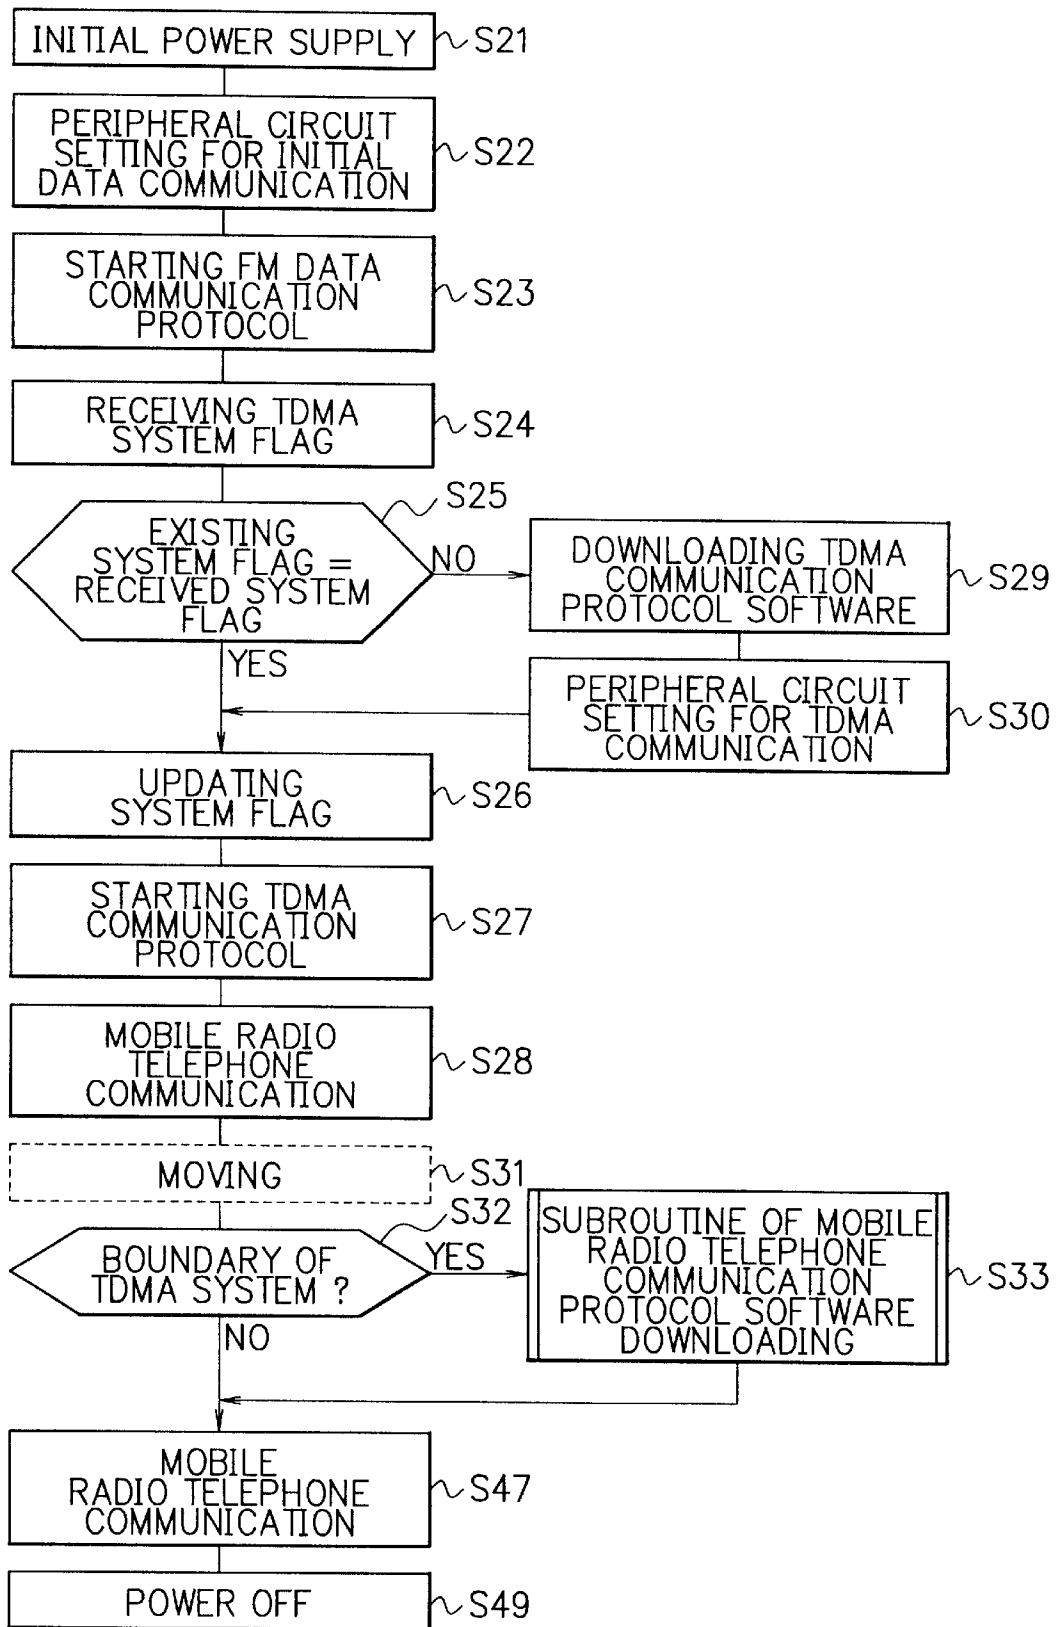 INITIAL POWER SUPPLY
S21
PERIPHERAL CIRCUIT
SETTING FOR INITIAL
DATA COMMUNICATION
S22
STARTING FM DATA
COMMUNICATION
PROTOCOL
S23
RECEIVING TDMA
SYSTEM FLAG
S24
S25
EXISTING
SYSTEM FLAG =
RECEIVED SYSTEM
FLAG
NO
YES
DOWNLOADING TDMA
COMMUNICATION
PROTOCOL SOFTWARE
S29
PERIPHERAL CIRCUIT
SETTING FOR TDMA
COMMUNICATION
S30
UPDATING
SYSTEM FLAG
S26
STARTING TDMA
COMMUNICATION
PROTOCOL
S27
MOBILE RADIO
TELEPHONE
COMMUNICATION
S28
MOVING
S31
S32
BOUNDARY OF
TDMA SYSTEM ?
YES
NO
SUBROUTINE OF MOBILE
RADIO TELEPHONE
COMMUNICATION
PROTOCOL SOFTWARE
DOWNLOADING
S33
MOBILE
RADIO TELEPHONE
COMMUNICATION
S47
POWER OFF
S49